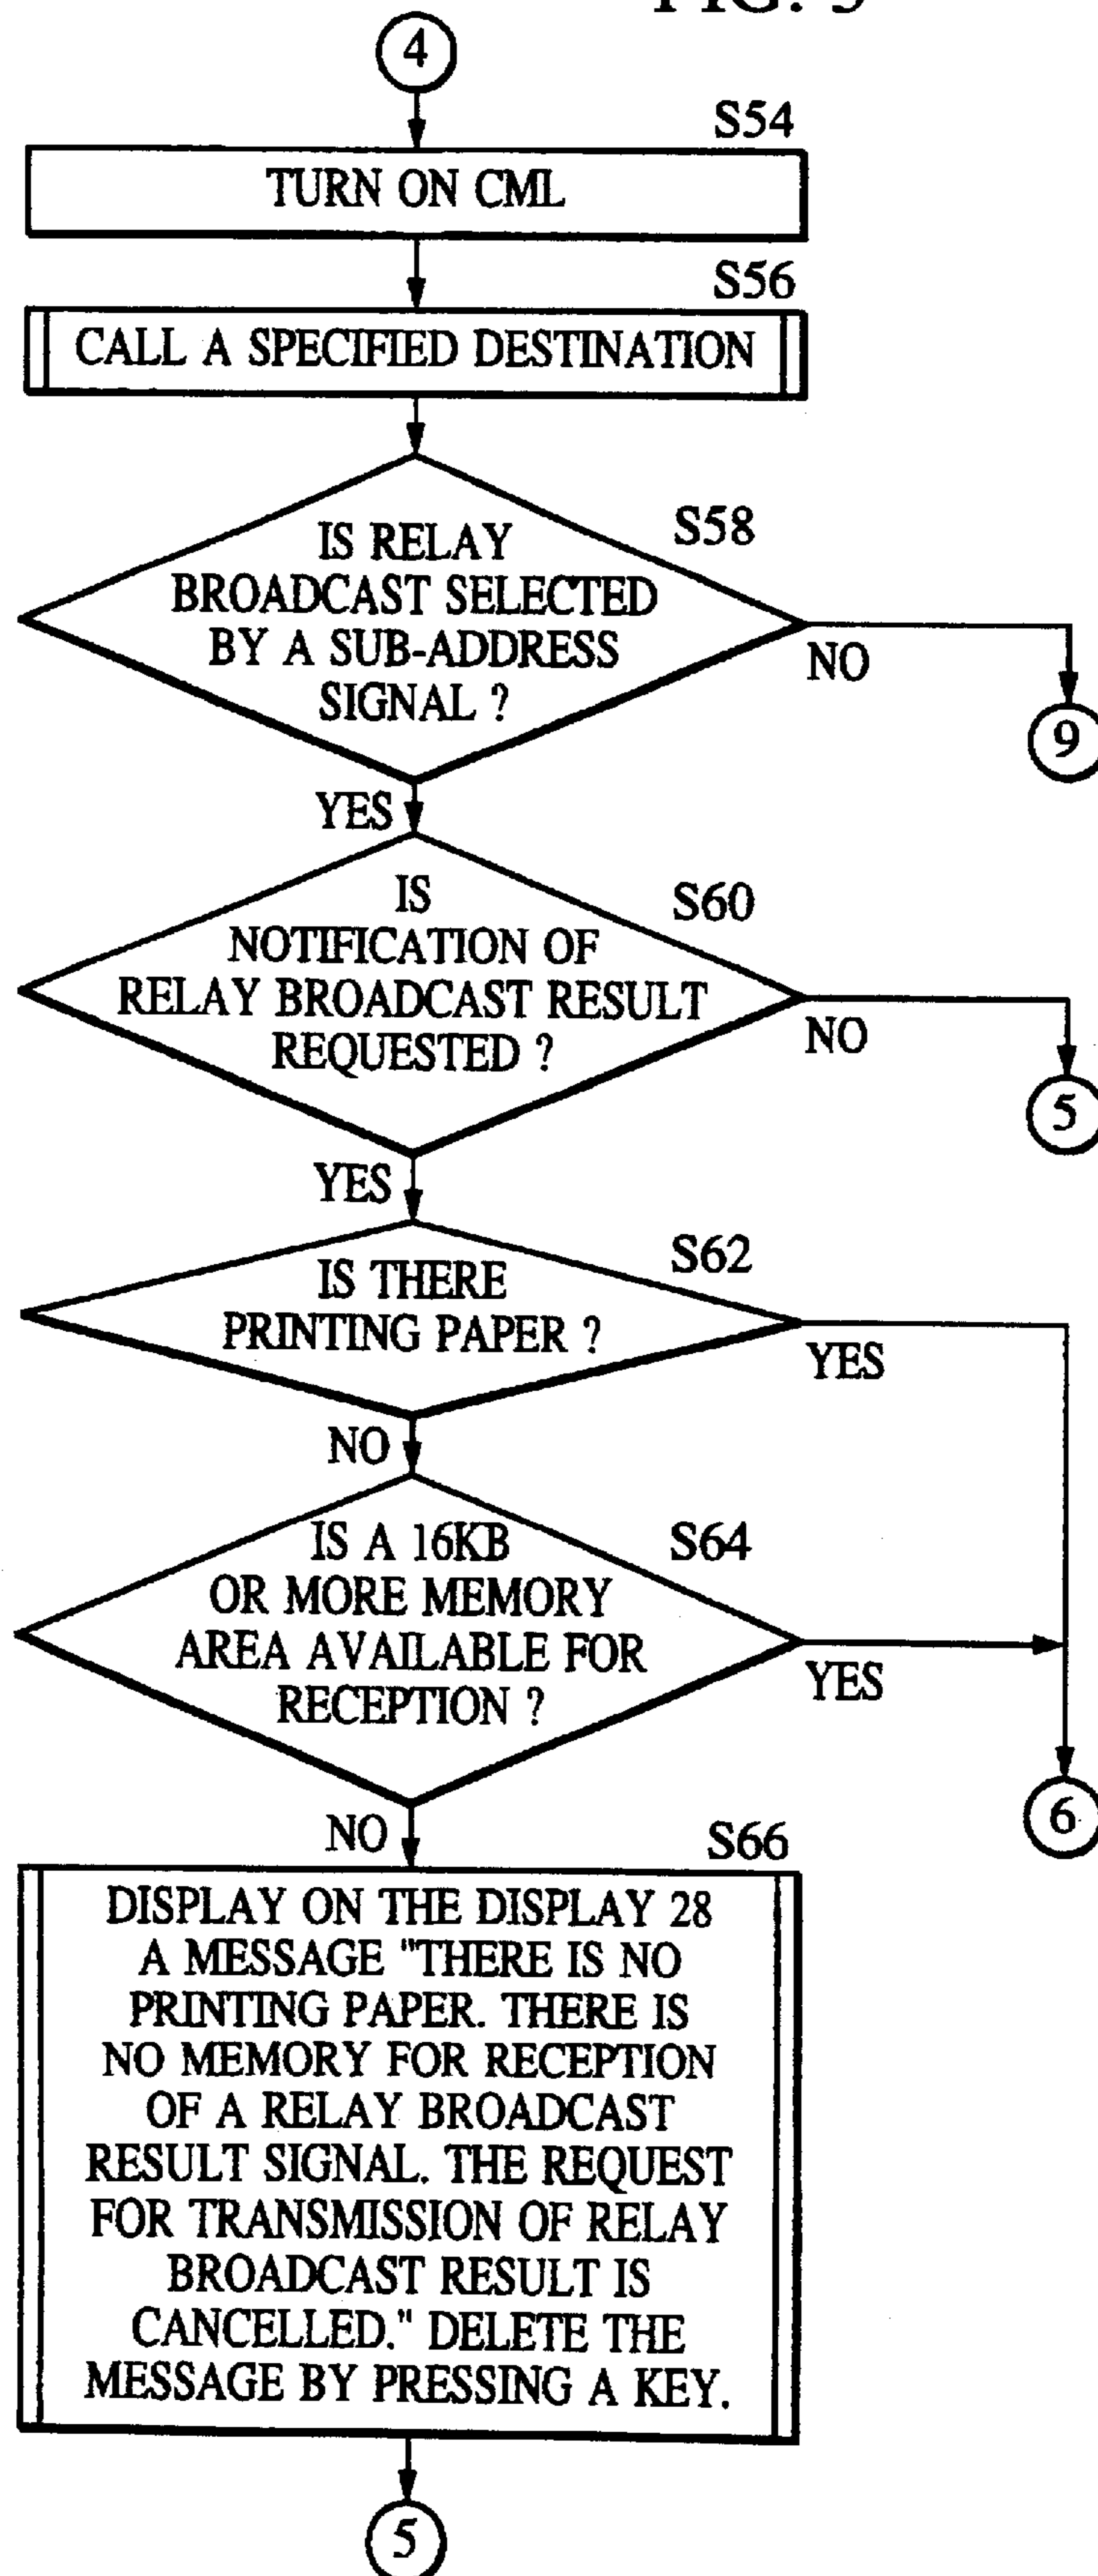 FIG. 5
4
S54
TURN ON CML
S56
CALL A SPECIFIED DESTINATION
S58
IS RELAY
BROADCAST SELECTED
BY A SUB-ADDRESS
SIGNAL ?
NO
9
YES
S60
IS
NOTIFICATION OF
RELAY BROADCAST RESULT
REQUESTED ?
NO
5
YES
S62
IS THERE
PRINTING PAPER ?
YES
NO
S64
IS A 16KB
OR MORE MEMORY
AREA AVAILABLE FOR
RECEPTION ?
YES
6
NO
S66
DISPLAY ON THE DISPLAY 28
A MESSAGE "THERE IS NO
PRINTING PAPER. THERE IS
NO MEMORY FOR RECEPTION
OF A RELAY BROADCAST
RESULT SIGNAL. THE REQUEST
FOR TRANSMISSION OF RELAY
BROADCAST RESULT IS
CANCELLED." DELETE THE
MESSAGE BY PRESSING A KEY.
5